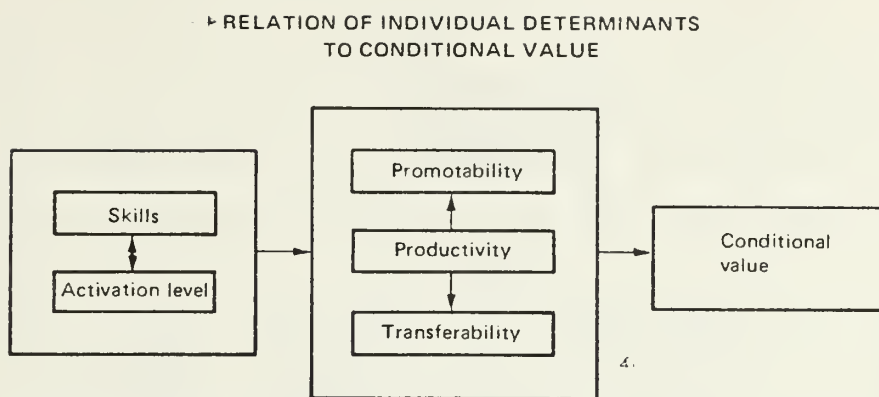 RELATION OF INDIVIDUAL DETERMINANTS
TO CONDITIONAL VALUE
Skills
Activation level
Promotability
Productivity
Transferability
Conditional
value